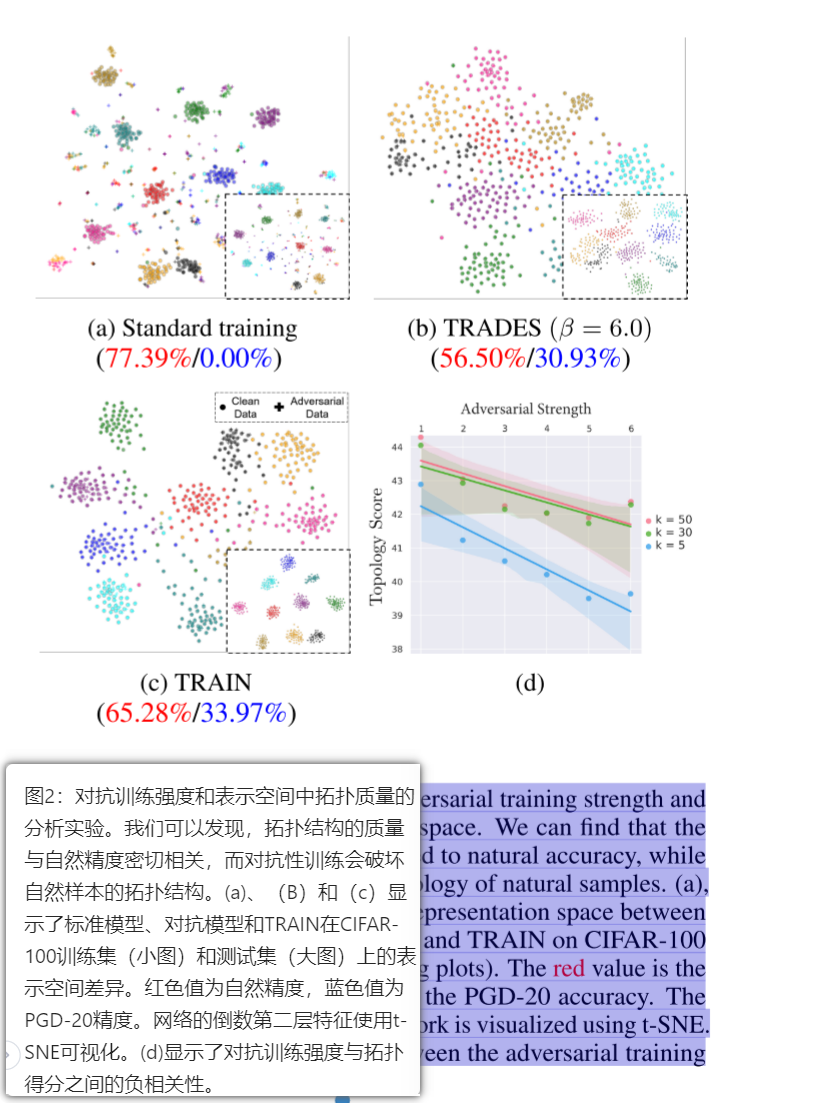 (a) Standard training
(77.39%/0.00%)
(b) TRADES (β = 6.0)
(56.50%/30.93%)
Clean Data
Adversarial Data
(c) TRAIN
(65.28%/33.97%)
Adversarial Strength
1 2 3 4 5 6
Topology Score
44
43
42
41
40
39
38
k = 50
k = 30
k = 5
(d)
图2：对抗训练强度和表示空间中拓扑质量的
分析实验。我们可以发现，拓扑结构的质量
与自然精度密切相关，而对抗性训练会破坏
自然样本的拓扑结构。(a)、（B）和（c）显
示了标准模型、对抗模型和TRAIN在CIFAR-
100训练集（小图）和测试集（大图）上的表
示空间差异。红色值为自然精度，蓝色值为
PGD-20精度。网络的倒数第二层特征使用t-
SNE可视化。(d)显示了对抗训练强度与拓扑
得分之间的负相关性。
ersarial training strength and
space. We can find that the
d to natural accuracy, while
logy of natural samples. (a),
epresentation space between
and TRAIN on CIFAR-100
g plots). The red value is the
the PGD-20 accuracy. The
ork is visualized using t-SNE.
een the adversarial training